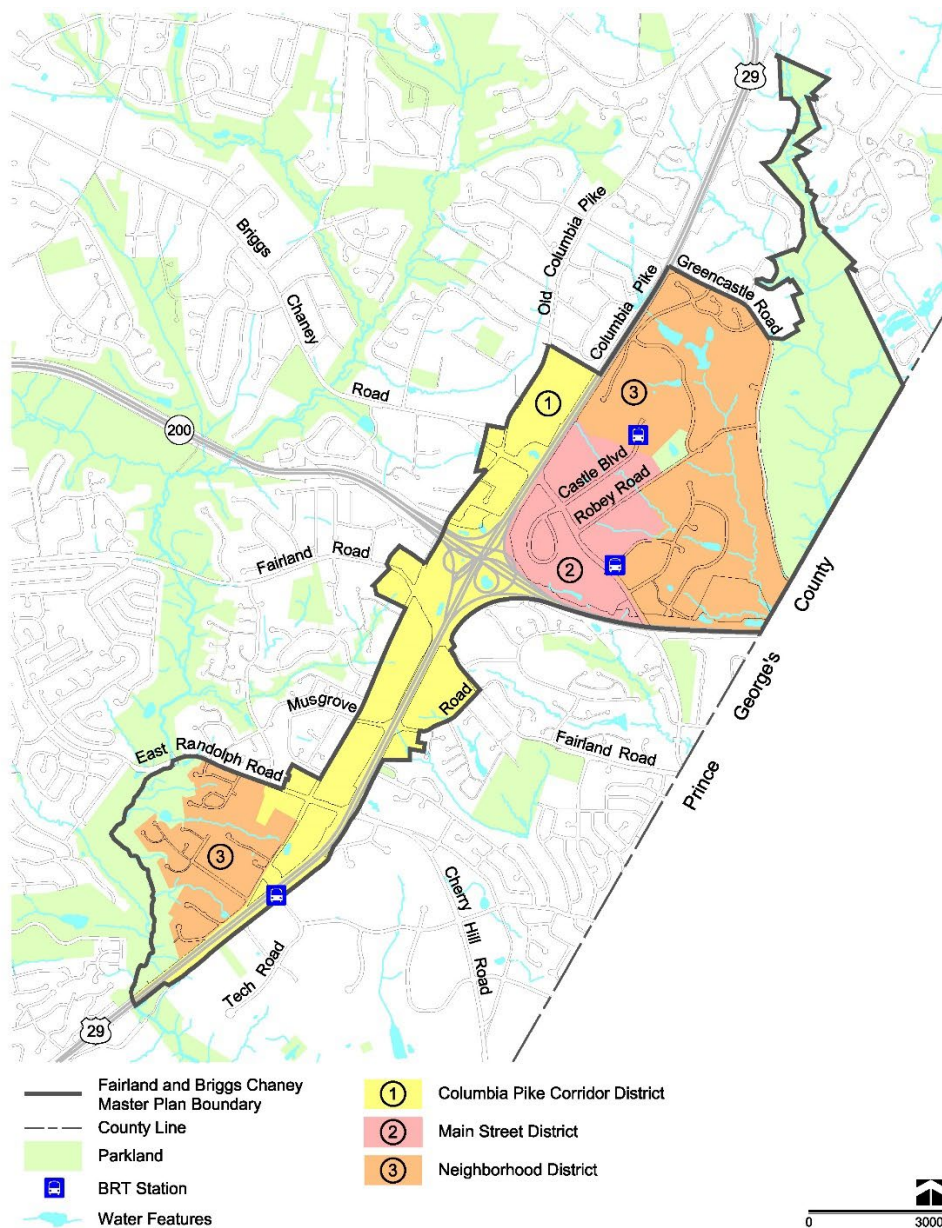 29
Briggs
Chaney
Road
Old Columbia Pike
Columbia Pike
Greencastle Road
1
3
200
Castle Blvd
Robey Road
2
Fairland Road
County
George's
Prince
Musgrove
Road
Fairland Road
East Randolph Road
3
Cherry Hill Road
Tech Road
29
Fairland and Briggs Chaney
Master Plan Boundary
County Line
Parkland
BRT Station
Water Features
1 Columbia Pike Corridor District
2 Main Street District
3 Neighborhood District
0 3000